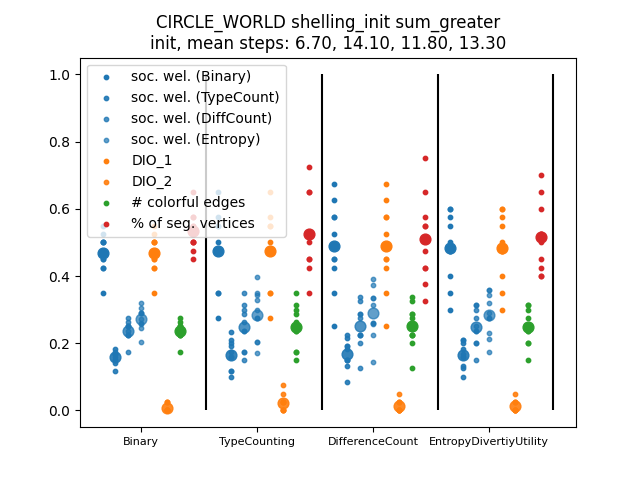 CIRCLE_WORLD shelling_init sum_greater
init, mean steps: 6.70, 14.10, 11.80, 13.30
1.0
0.8
0.6
0.4
0.2
0.0
soc. wel. (Binary)
soc. wel. (TypeCount)
soc. wel. (DiffCount)
soc. wel. (Entropy)
DIO_1
DIO_2
# colorful edges
% of seg. vertices
Binary
TypeCounting
DifferenceCount
EntropyDivertiyUtility